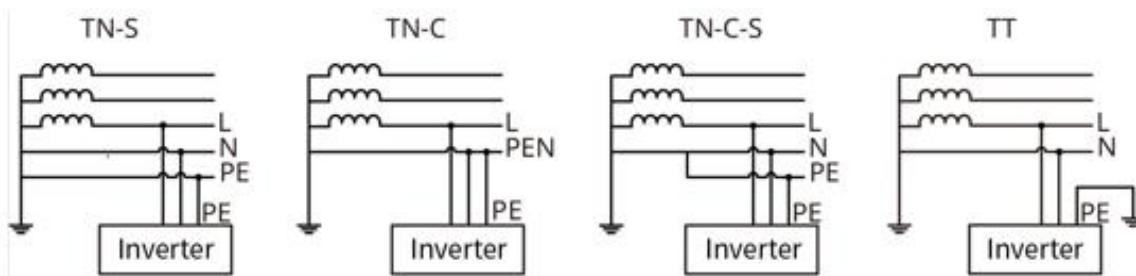 TN-S TN-C TN-C-S TT
L L L L
N PEN N N
PE PE
PE PE PE PE
Inverter Inverter Inverter Inverter